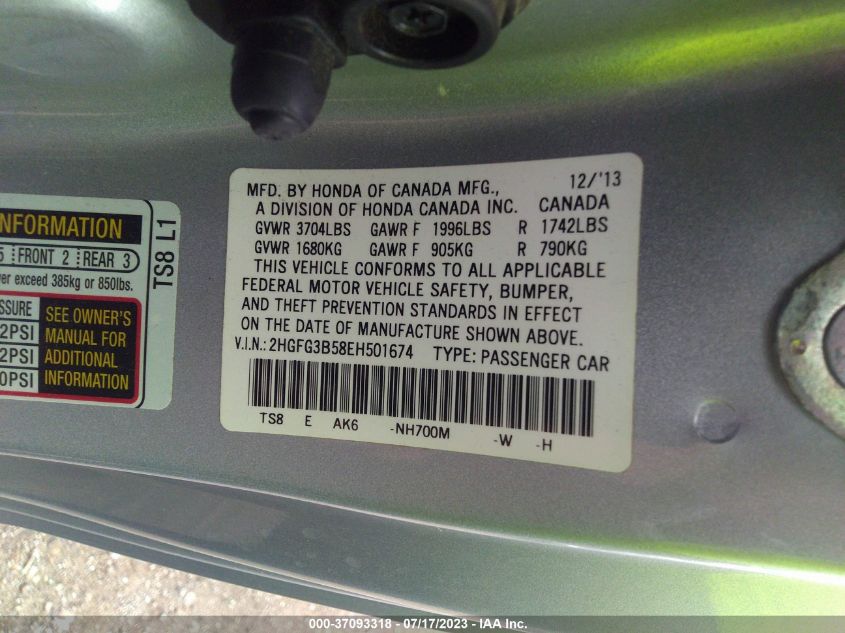 INFORMATION
5 FRONT 2 REAR 3
exceed 385kg or 850lbs.
TS8 L1
SEE OWNER'S
MANUAL FOR
ADDITIONAL
INFORMATION
2PSI
2PSI
0PSI
MFD. BY HONDA OF CANADA MFG., 12/'13
A DIVISION OF HONDA CANADA INC. CANADA
GVWR 3704LBS GAWR F 1996LBS R 1742LBS
GVWR 1680KG GAWR F 905KG R 790KG
THIS VEHICLE CONFORMS TO ALL APPLICABLE
FEDERAL MOTOR VEHICLE SAFETY, BUMPER,
AND THEFT PREVENTION STANDARDS IN EFFECT
ON THE DATE OF MANUFACTURE SHOWN ABOVE.
V.I.N.: 2HGFG3B58EH501674 TYPE: PASSENGER CAR
TS8 E AK6 -NH700M -W -H
000-37093318 - 07/17/2023 - IAA Inc.